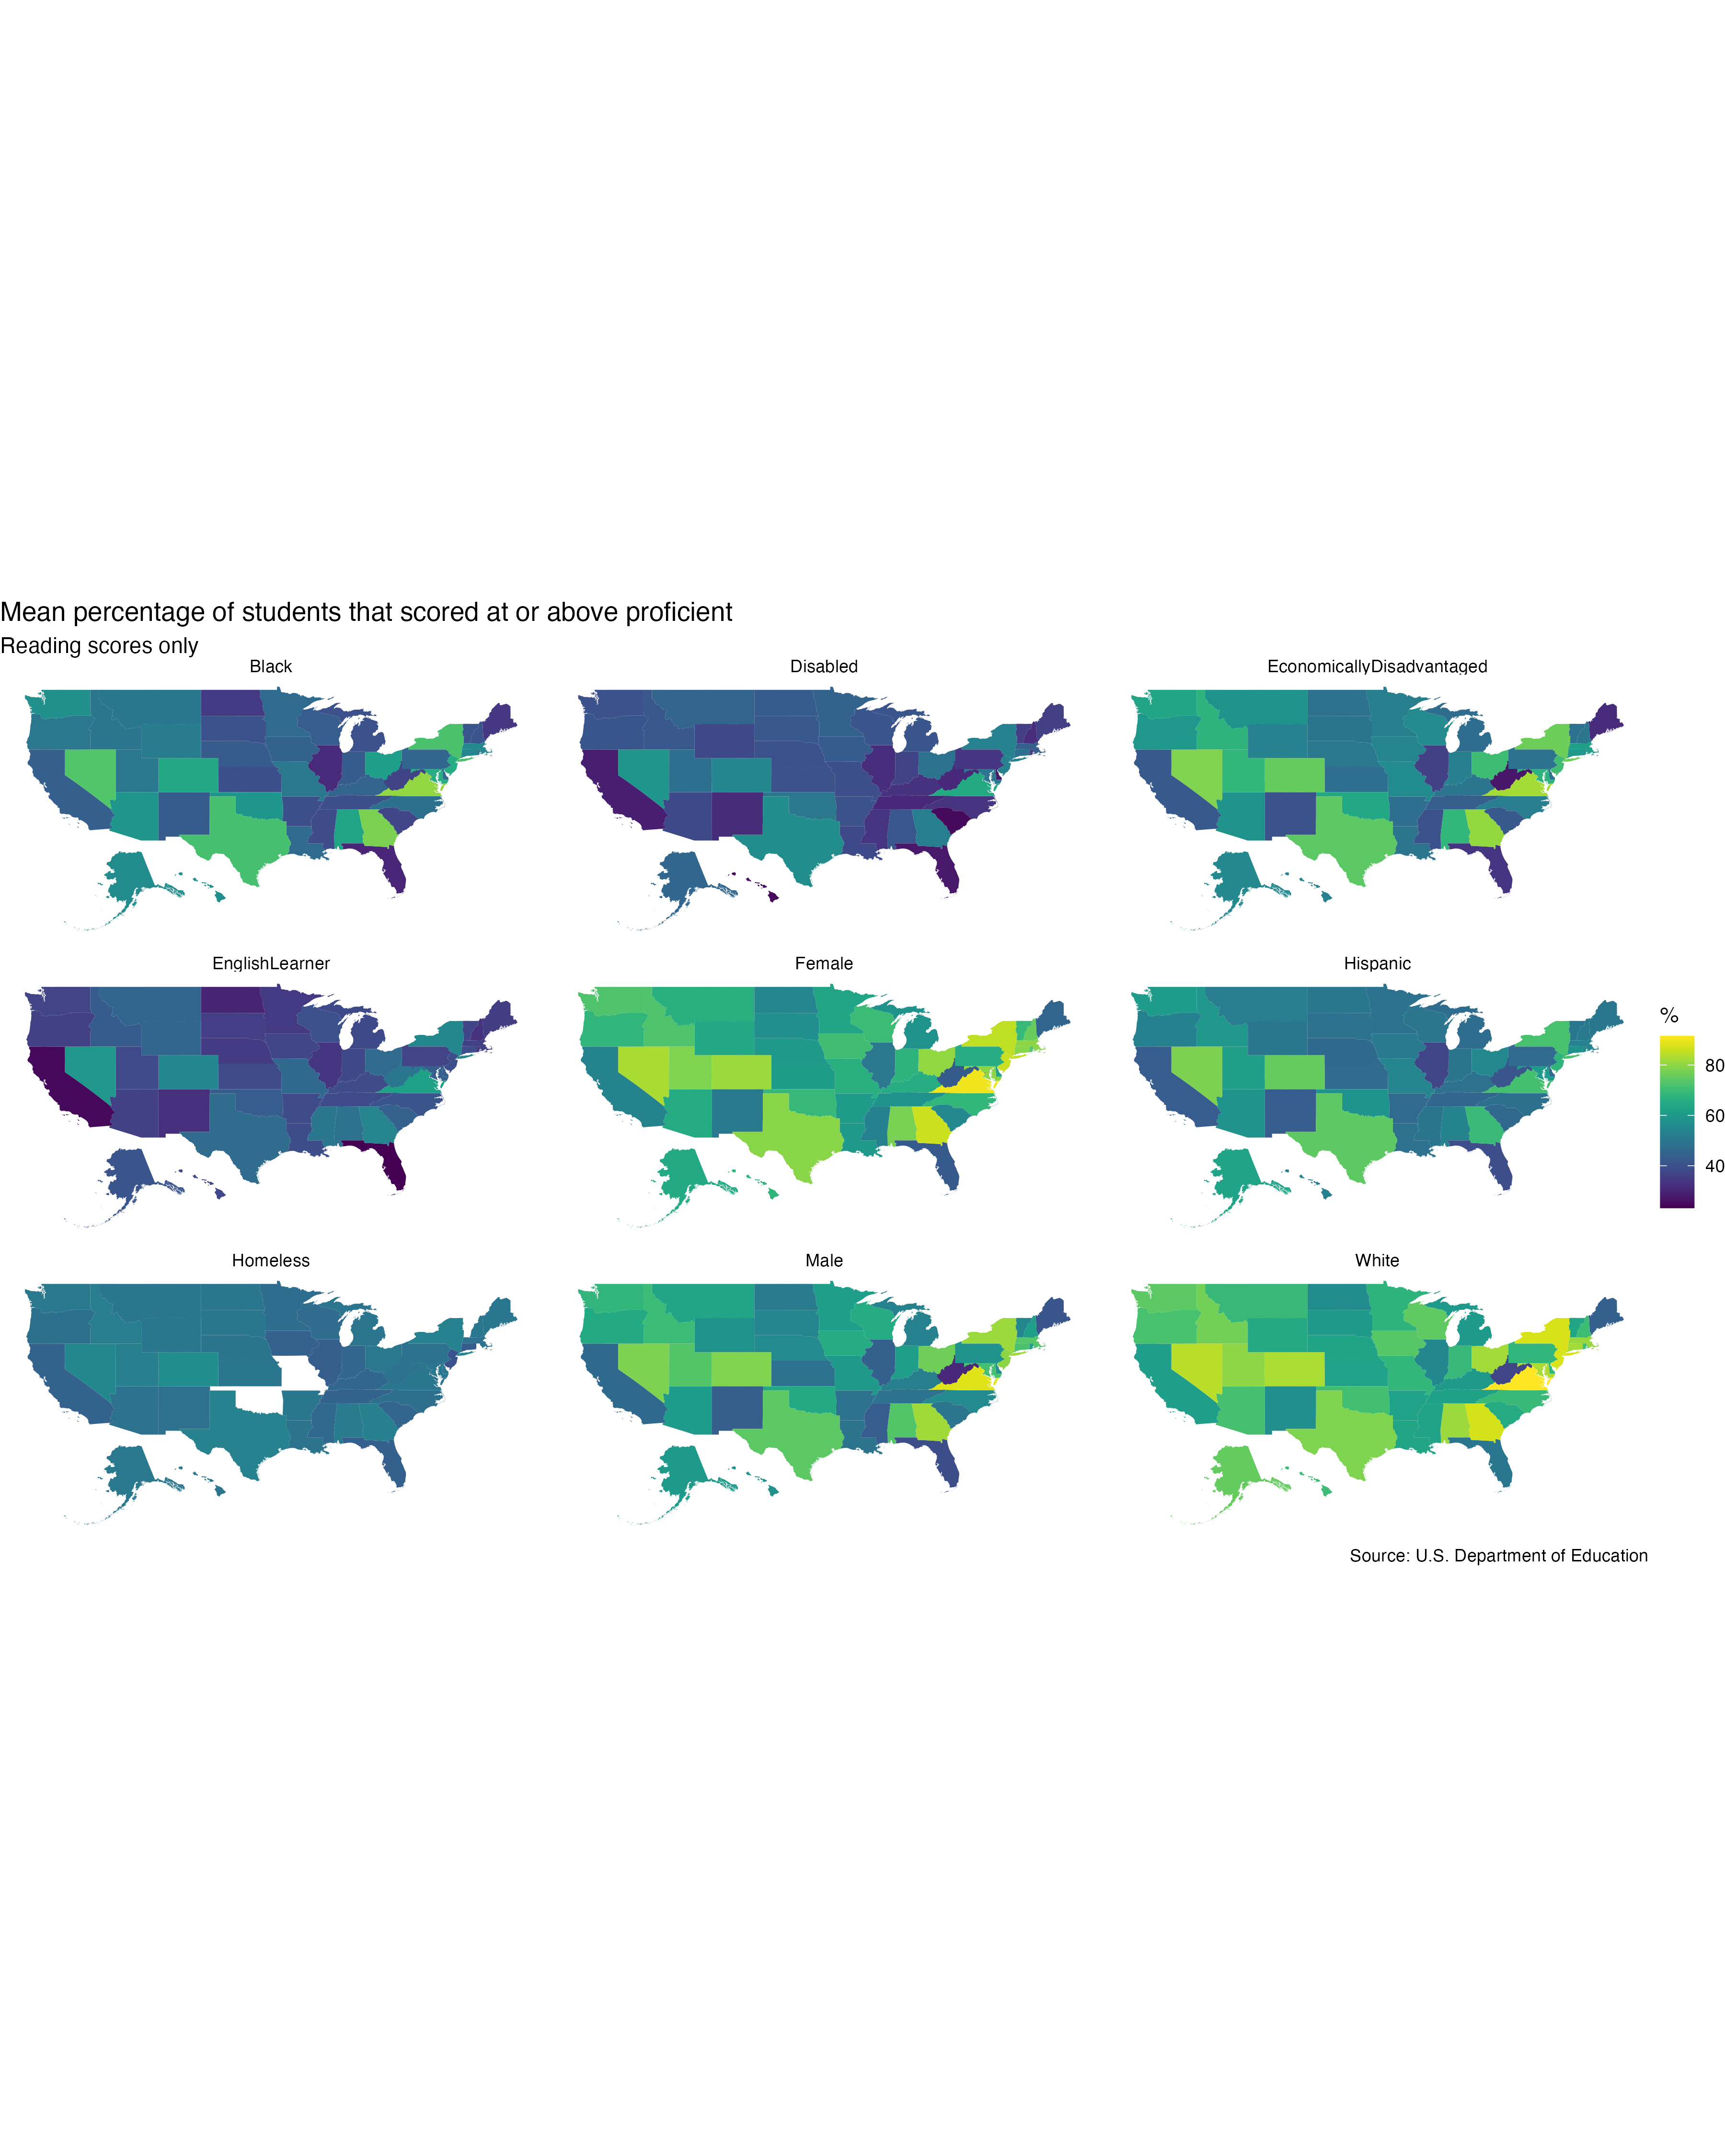 Mean percentage of students that scored at or above proficient
Reading scores only
Black
Disabled
EconomicallyDisadvantaged
EnglishLearner
Female
Hispanic
%
80
60
40
Homeless
Male
White
Source: U.S. Department of Education